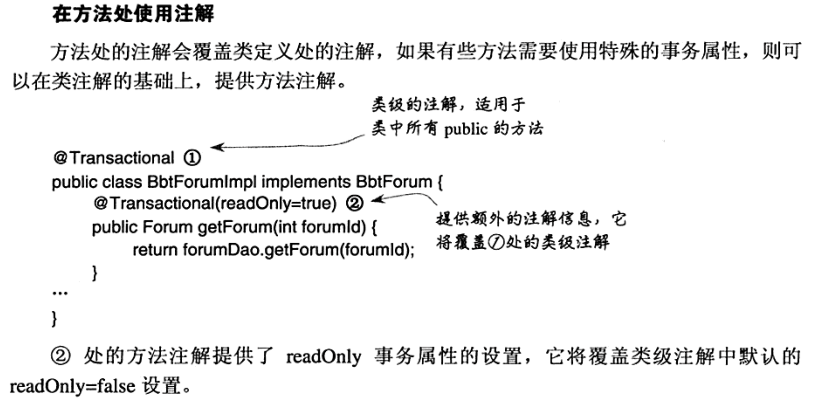 在方法处使用注解
方法处的注解会覆盖类定义处的注解，如果有些方法需要使用特殊的事务属性，则可
以在类注解的基础上，提供方法注解。
类级的注解，适用于
类中所有 public 的方法
@Transactional ①
public class BbtForumImpl implements BbtForum {
@Transactional(readOnly=true) ②
public Forum getForum(int forumId) {
return forumDao.getForum(forumId);
提供额外的注解信息，它
将覆盖①处的类级注解
}
…
}
② 处的方法注解提供了 readOnly 事务属性的设置，它将覆盖类级注解中默认的
readOnly=false 设置。